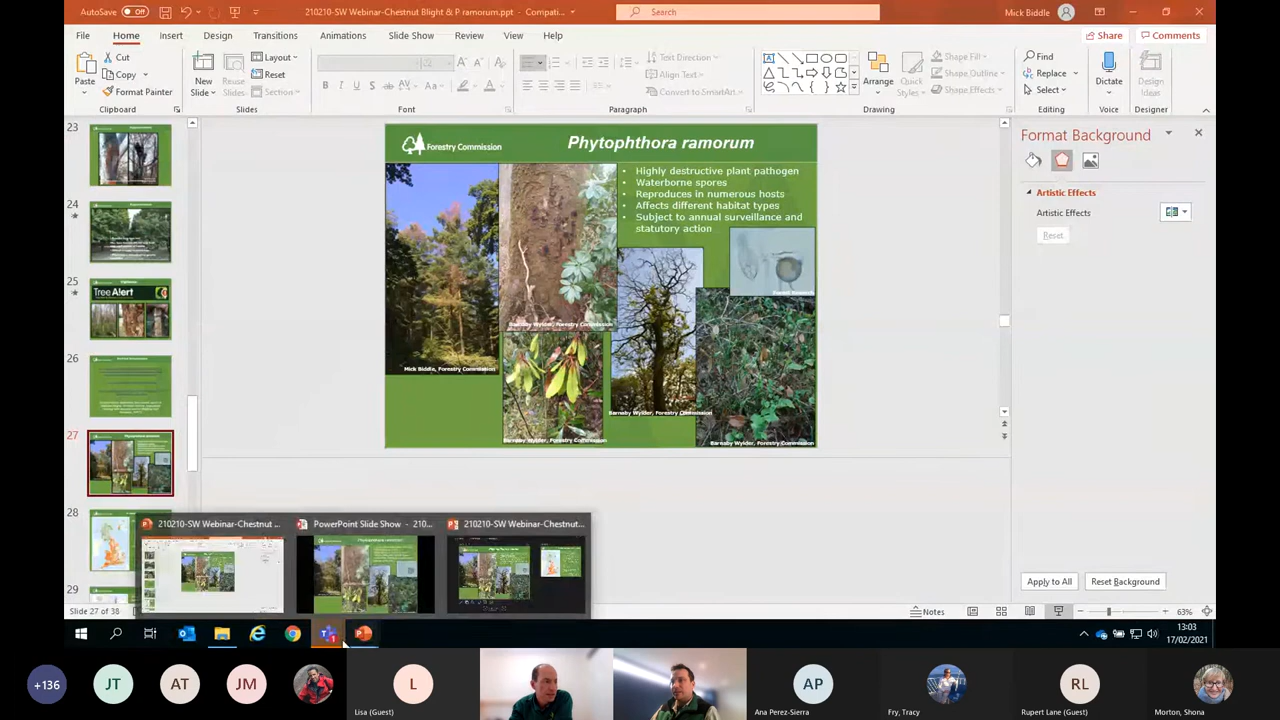 AutoSave Off
210210-SW Webinar-Chestnut Blight & P ramorum.ppt - Compati...
Search
Mick Biddle
File Home Insert Design Transitions Animations Slide Show Review View Help
Share Comments
Paste
Cut
Copy
Format Painter
Clipboard
New Slide
Reuse Slides
Layout
Reset
Section
Slides
Font
Text Direction
Align Text
Convert to SmartArt
Paragraph
Arrange
Quick Styles
Shape Fill
Shape Outline
Shape Effects
Drawing
Find
Replace
Select
Editing
Dictate
Voice
Design Ideas
Designer
23
24
25
Tree Alert
26
27
28
29
Forestry Commission
Phytophthora ramorum
• Highly destructive plant pathogen
• Waterborne spores
• Reproduces in numerous hosts
• Affects different habitat types
• Subject to annual surveillance and
statutory action
Forest Research
Barnaby Wylder, Forestry Commission
Mick Biddle, Forestry Commission
Barnaby Wylder, Forestry Commission
Barnaby Wylder, Forestry Commission
Barnaby Wylder, Forestry Commission
Format Background
Artistic Effects
Artistic Effects
Reset
Apply to All
Reset Background
210210-SW Webinar-Chestnut ...
PowerPoint Slide Show - 210...
210210-SW Webinar-Chestnut...
Slide 27 of 38
Notes
63%
13:03
17/02/2021
+136
JT
AT
JM
L
Lisa (Guest)
AP
Ana Perez-Sierra
Fry, Tracy
RL
Rupert Lane (Guest)
Morton, Shona